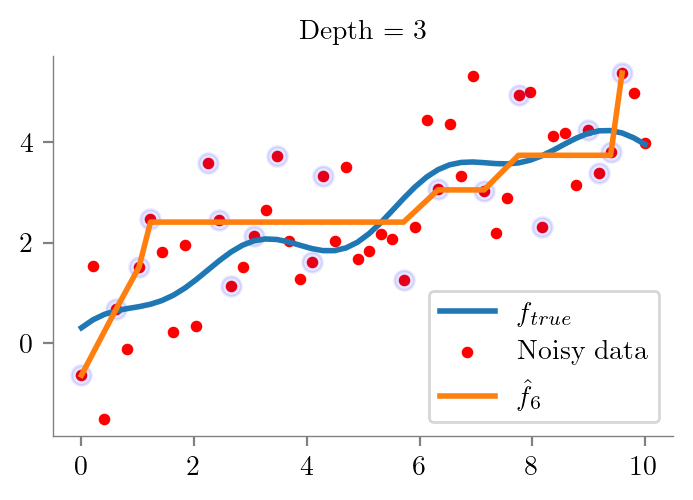 Depth = 3
4
2
0
f_true
Noisy data
f̂_6
0 2 4 6 8 10